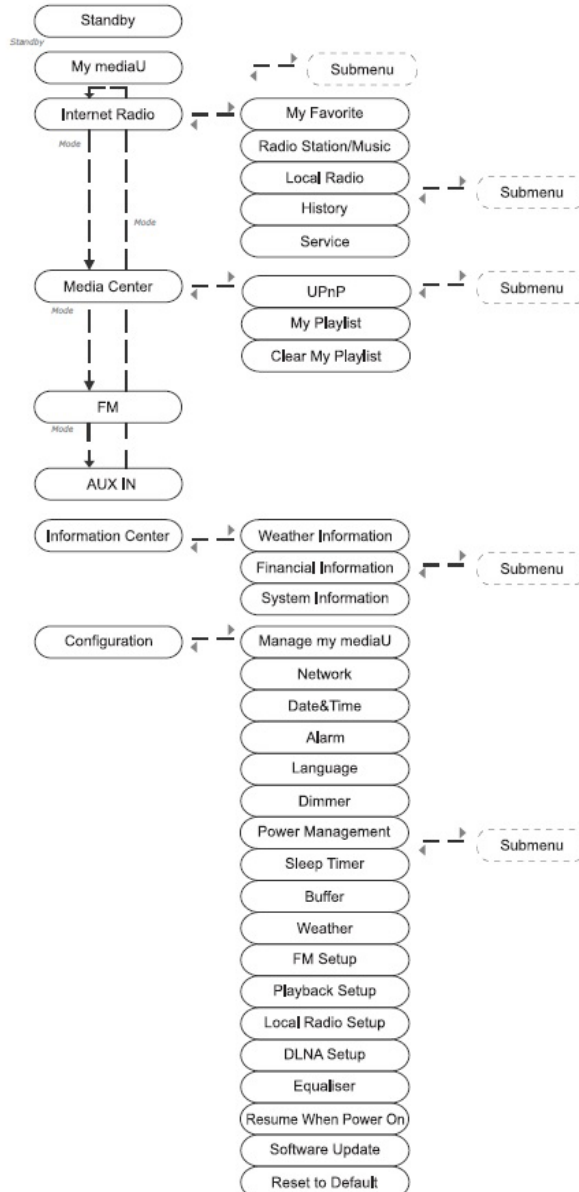 Standby
Standby
My mediaU
Submenu
Internet Radio
My Favorite
Mode
Radio Station/Music
Local Radio
Submenu
History
Mode
Service
Media Center
UPnP
Submenu
Mode
My Playlist
Clear My Playlist
FM
Mode
AUX IN
Information Center
Weather Information
Financial Information
Submenu
System Information
Configuration
Manage my mediaU
Network
Date&Time
Alarm
Language
Dimmer
Power Management
Submenu
Sleep Timer
Buffer
Weather
FM Setup
Playback Setup
Local Radio Setup
DLNA Setup
Equaliser
Resume When Power On
Software Update
Reset to Default